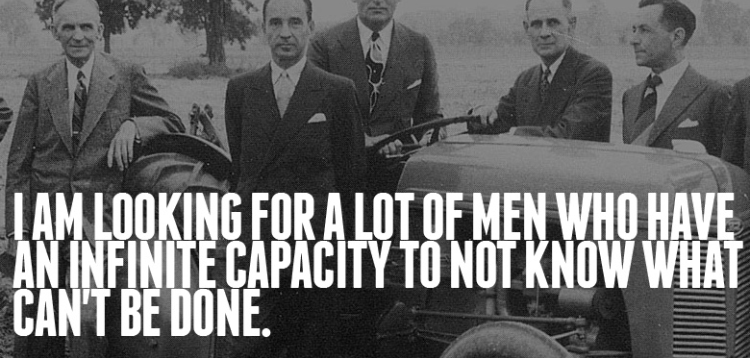 I AM LOOKING FOR A LOT OF MEN WHO HAVE
AN INFINITE CAPACITY TO NOT KNOW WHAT
CAN'T BE DONE.